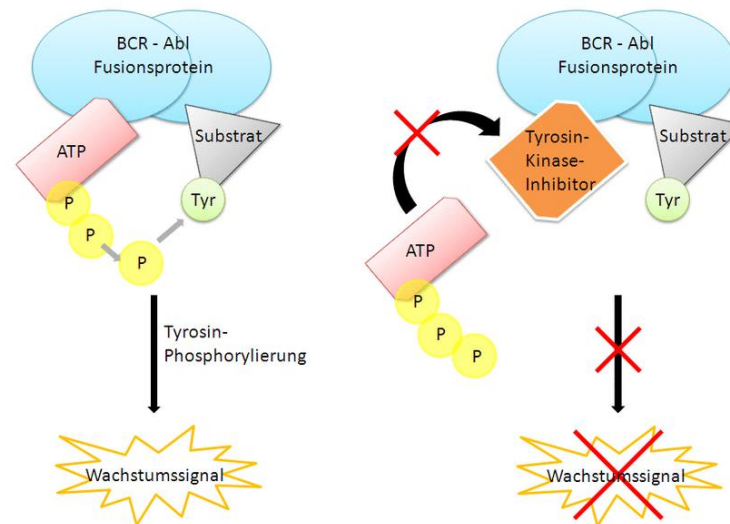 BCR - Abl
Fusionsprotein
ATP
Substrat
P
P
P
Tyr
Tyrosin-
Phosphorylierung
Wachstumssignal
BCR - Abl
Fusionsprotein
Tyrosin-
Kinase-
Inhibitor
Substrat
Tyr
ATP
P
P
P
Wachstumssignal